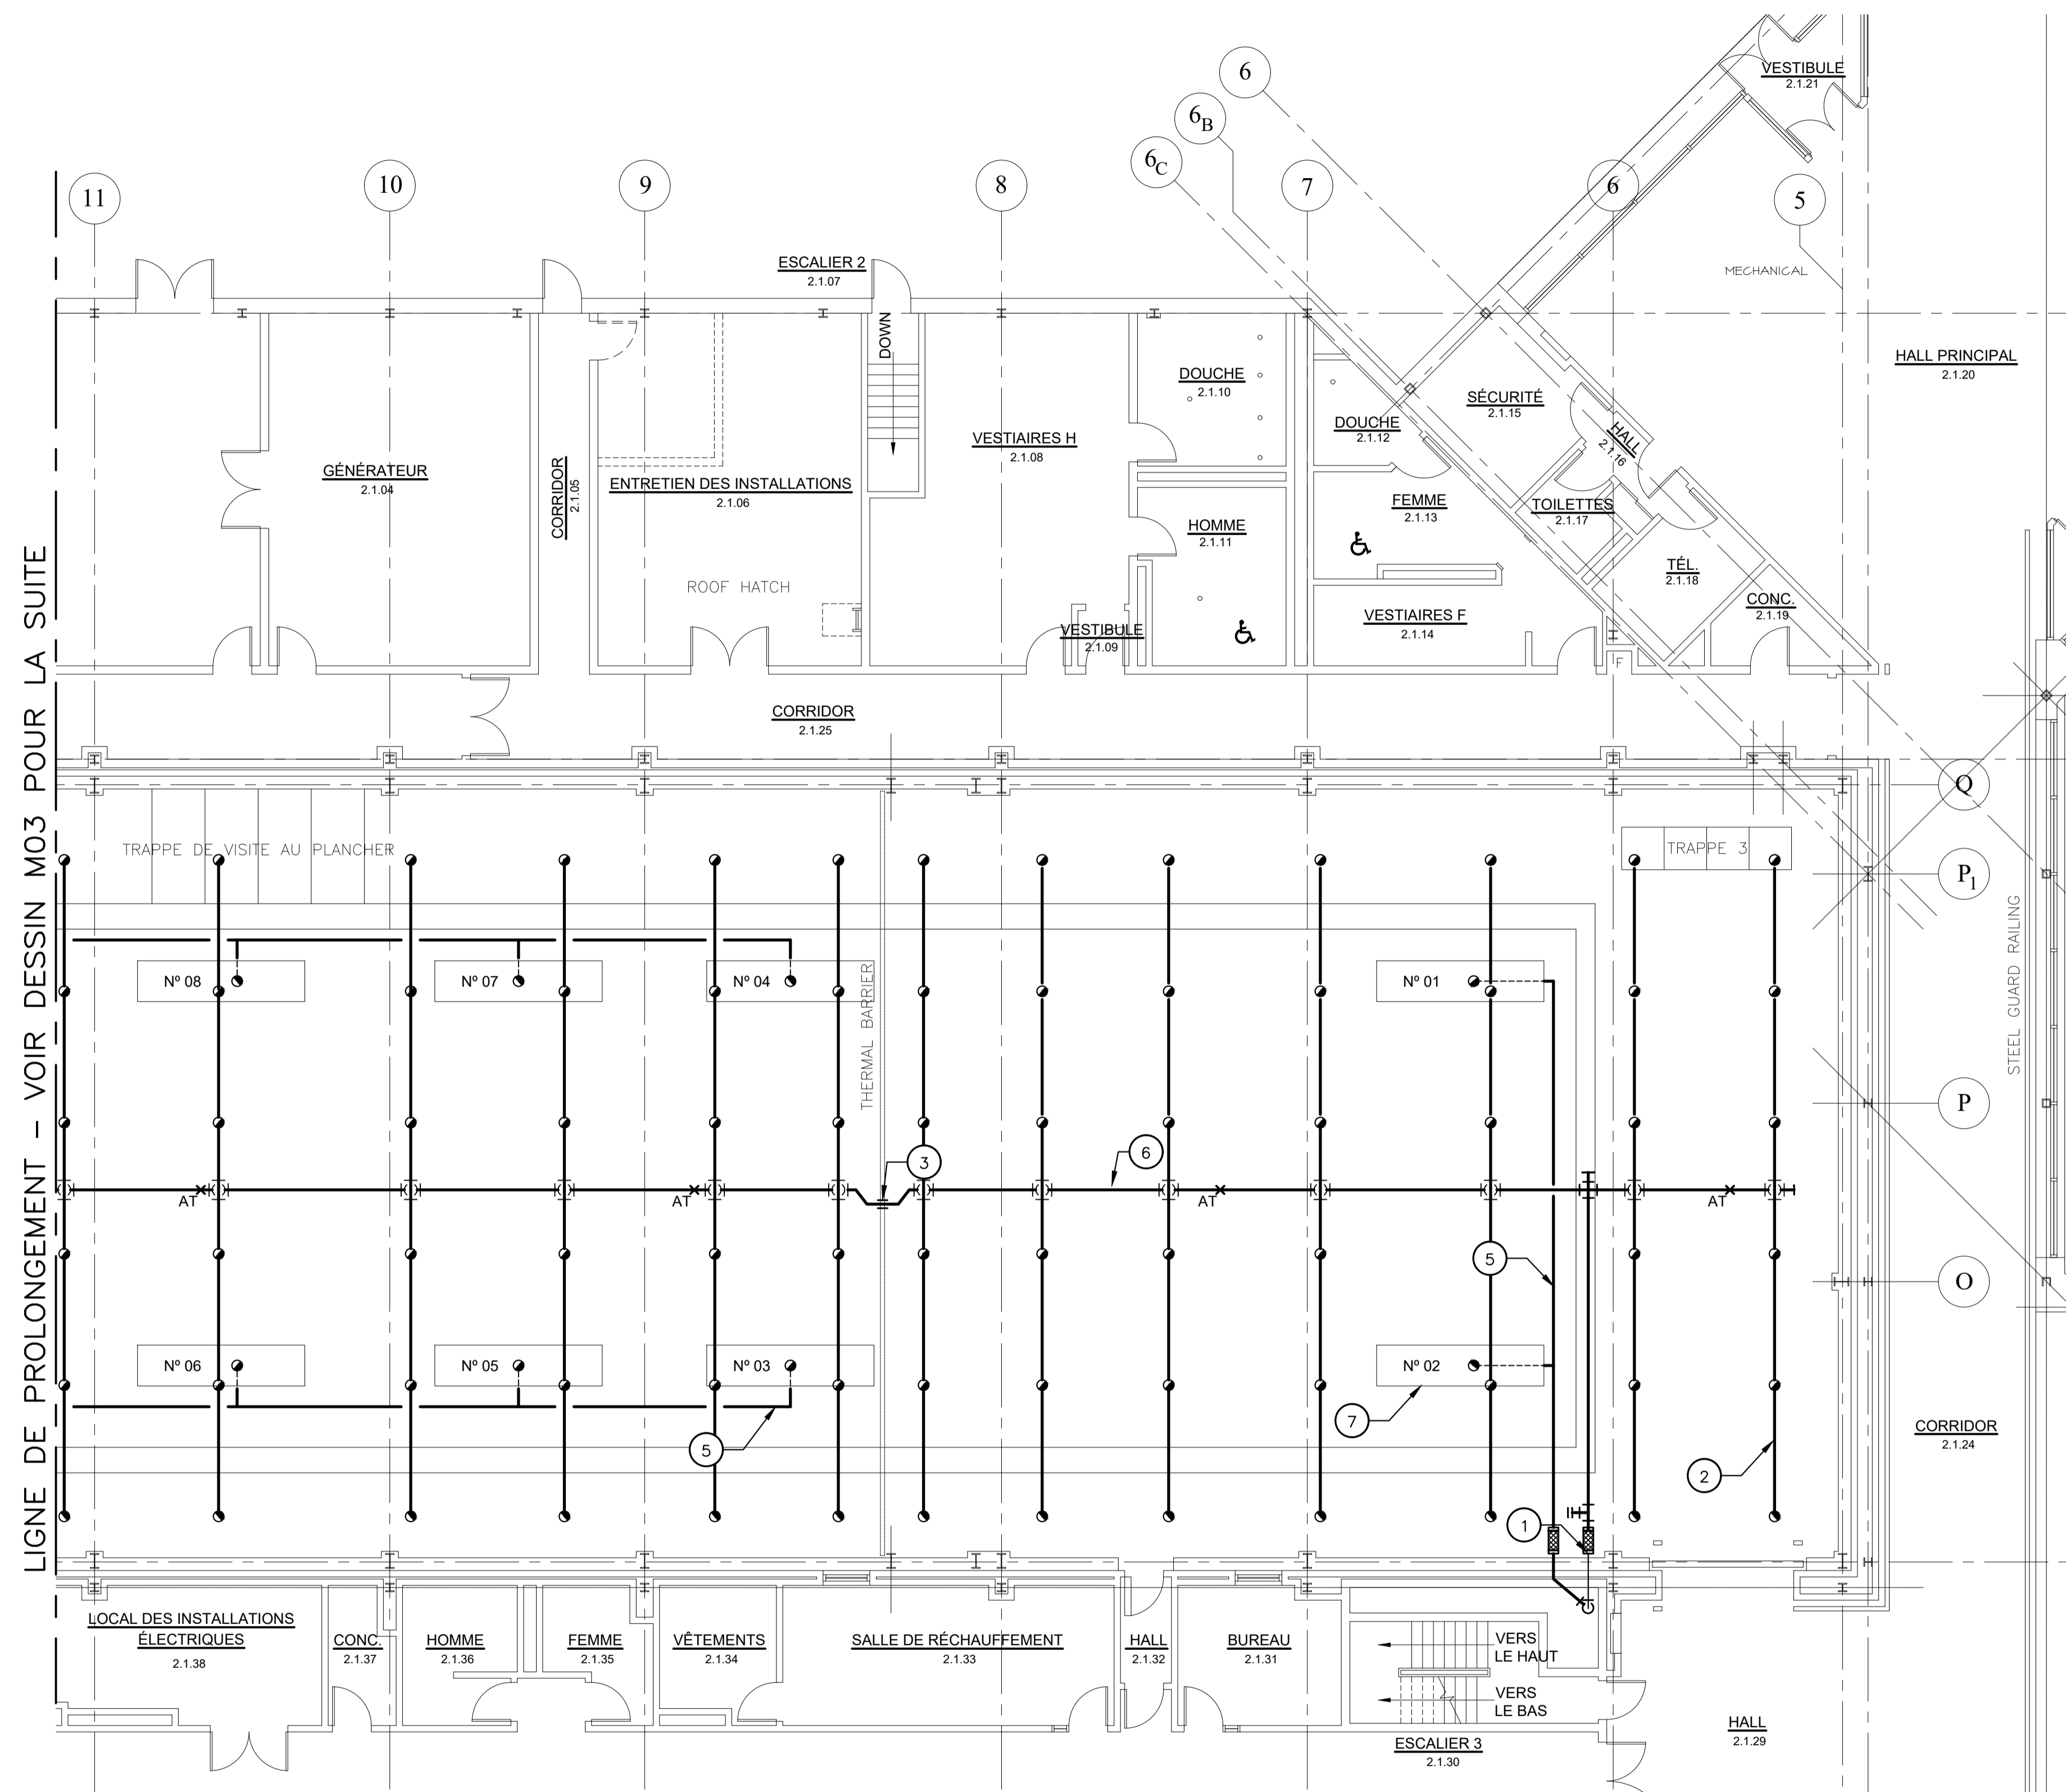 VESTIBULE
2.1.21
6
6B
6C
11
10
9
8
7
6
5
MECHANICAL
ESCALIER 2
2.1.07
DOWN
HALL PRINCIPAL
2.1.20
DOUCHE
2.1.10
SÉCURITÉ
2.1.15
DOUCHE
2.1.12
HALL
2.1.16
VESTIAIRES H
2.1.08
GÉNÉRATEUR
2.1.04
CORRIDOR
2.1.05
ENTRETIEN DES INSTALLATIONS
2.1.06
FEMME
2.1.13
TOILETTES
2.1.17
HOMME
2.1.11
TÉL.
2.1.18
ROOF HATCH
CONC.
2.1.19
VESTIAIRES F
2.1.14
VESTIBULE
2.1.09
F
CORRIDOR
2.1.25
LIGNE DE PROLONGEMENT – VOIR DESSIN M03 POUR LA SUITE
Q
TRAPPE DE VISITE AU PLANCHER
TRAPPE 3
P1
STEEL GUARD RAILING
Nº 08
Nº 07
Nº 04
Nº 01
THERMAL BARRIER
P
3
6
AT
AT
AT
AT
5
O
Nº 06
Nº 05
Nº 03
Nº 02
7
5
2
1
CORRIDOR
2.1.24
LOCAL DES INSTALLATIONS
ÉLECTRIQUES
2.1.38
CONC.
2.1.37
HOMME
2.1.36
FEMME
2.1.35
VÊTEMENTS
2.1.34
SALLE DE RÉCHAUFFEMENT
2.1.33
HALL
2.1.32
BUREAU
2.1.31
VERS
LE HAUT
VERS
LE BAS
ESCALIER 3
2.1.30
HALL
2.1.29